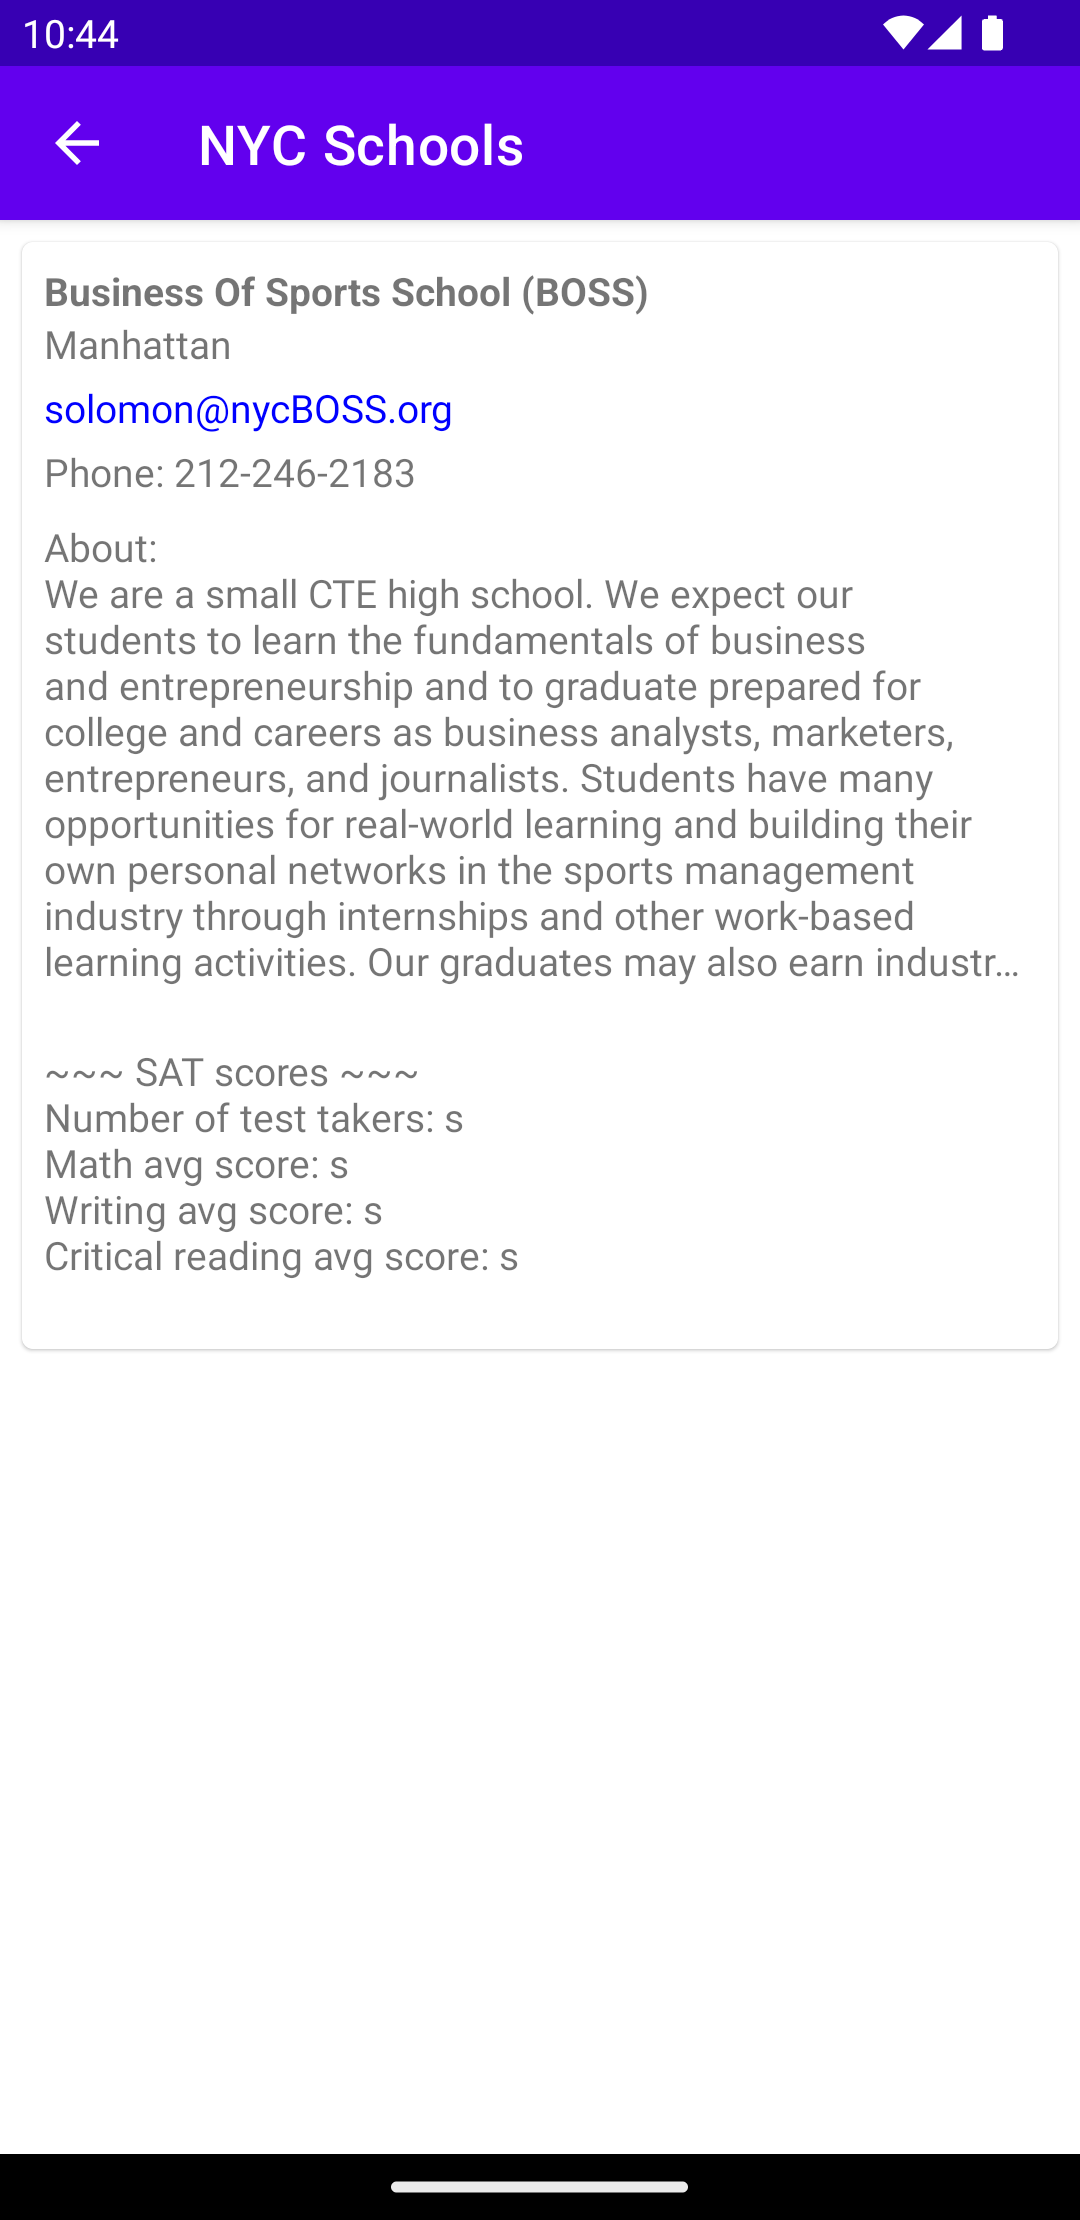 10:44
NYC Schools
Business Of Sports School (BOSS)
Manhattan
solomon@nycBOSS.org
Phone: 212-246-2183
About:
We are a small CTE high school. We expect our
students to learn the fundamentals of business
and entrepreneurship and to graduate prepared for
college and careers as business analysts, marketers,
entrepreneurs, and journalists. Students have many
opportunities for real-world learning and building their
own personal networks in the sports management
industry through internships and other work-based
learning activities. Our graduates may also earn industr…
~~~ SAT scores ~~~
Number of test takers: s
Math avg score: s
Writing avg score: s
Critical reading avg score: s